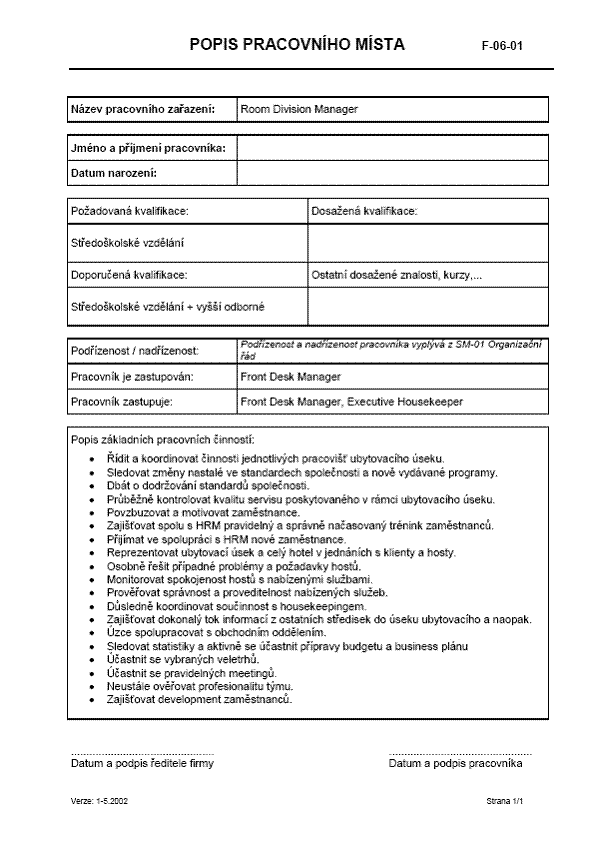 POPIS PRACOVNÍHO MÍSTA F-06-01
Název pracovního zařazení: Room Division Manager
Jméno a příjmení pracovníka:
Datum narození:
Požadovaná kvalifikace: Dosažená kvalifikace:
Středoškolské vzdělání
Doporučená kvalifikace: Ostatní dosažené znalosti, kurzy,...
Středoškolské vzdělání + vyšší odborné
Podřízenost / nadřízenost: Podřízenost a nadřízenost pracovníka vyplývá z SM-01 Organizační
řád
Pracovník je zastupován: Front Desk Manager
Pracovník zastupuje: Front Desk Manager, Executive Housekeeper
Popis základních pracovních činností:
• Řídit a koordinovat činnosti jednotlivých pracovišť ubytovacího úseku.
• Sledovat změny nastalé ve standardech společnosti a nově vydávané programy.
• Dbát o dodržování standardů společnosti.
• Průběžně kontrolovat kvalitu servisu poskytovaného v rámci ubytovacího úseku.
• Povzbuzovat a motivovat zaměstnance.
• Zajišťovat spolu s HRM pravidelný a správně načasovaný trénink zaměstnanců.
• Přijímat ve spolupráci s HRM nové zaměstnance.
• Reprezentovat ubytovací úsek a celý hotel v jednáních s klienty a hosty.
• Osobně řešit případné problémy a požadavky hostů.
• Monitorovat spokojenost hostů s nabízenými službami.
• Prověřovat správnost a proveditelnost nabízených služeb.
• Důsledně koordinovat součinnost s housekeepingem.
• Zajišťovat dokonalý tok informací z ostatních středisek do úseku ubytovacího a naopak.
• Úzce spolupracovat s obchodním oddělením.
• Sledovat statistiky a aktivně se účastnit přípravy budgetu a business plánu
• Účastnit se vybraných veletrhů.
• Účastnit se pravidelných meetingů.
• Neustále ověřovat profesionalitu týmu.
• Zajišťovat development zaměstnanců.
Datum a podpis ředitele firmy Datum a podpis pracovníka
Verze: 1-5.2002 Strana 1/1